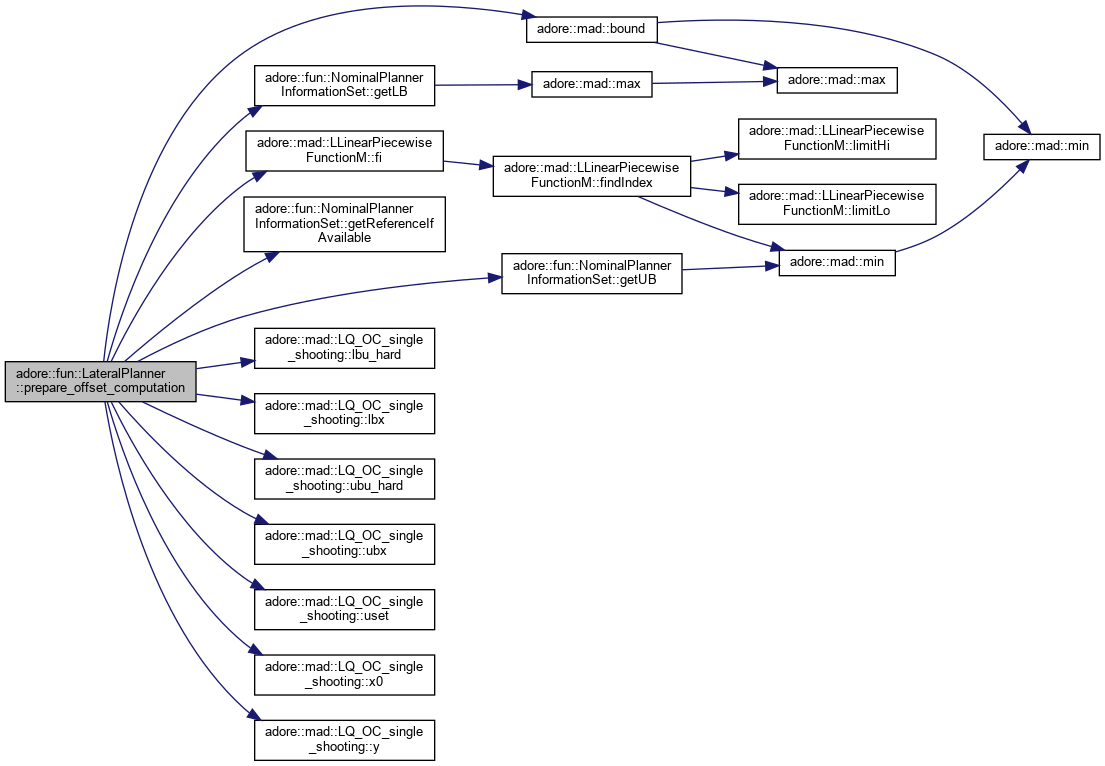 adore::mad::bound
adore::fun::NominalPlanner
InformationSet::getLB
adore::mad::max
adore::mad::max
adore::mad::LLinearPiecewise
FunctionM::fi
adore::mad::LLinearPiecewise
FunctionM::findIndex
adore::mad::LLinearPiecewise
FunctionM::limitHi
adore::mad::LLinearPiecewise
FunctionM::limitLo
adore::mad::min
adore::mad::min
adore::fun::NominalPlanner
InformationSet::getReferenceIf
Available
adore::fun::NominalPlanner
InformationSet::getUB
adore::fun::LateralPlanner
::prepare_offset_computation
adore::mad::LQ_OC_single
_shooting::lbu_hard
adore::mad::LQ_OC_single
_shooting::lbx
adore::mad::LQ_OC_single
_shooting::ubu_hard
adore::mad::LQ_OC_single
_shooting::ubx
adore::mad::LQ_OC_single
_shooting::uset
adore::mad::LQ_OC_single
_shooting::x0
adore::mad::LQ_OC_single
_shooting::y